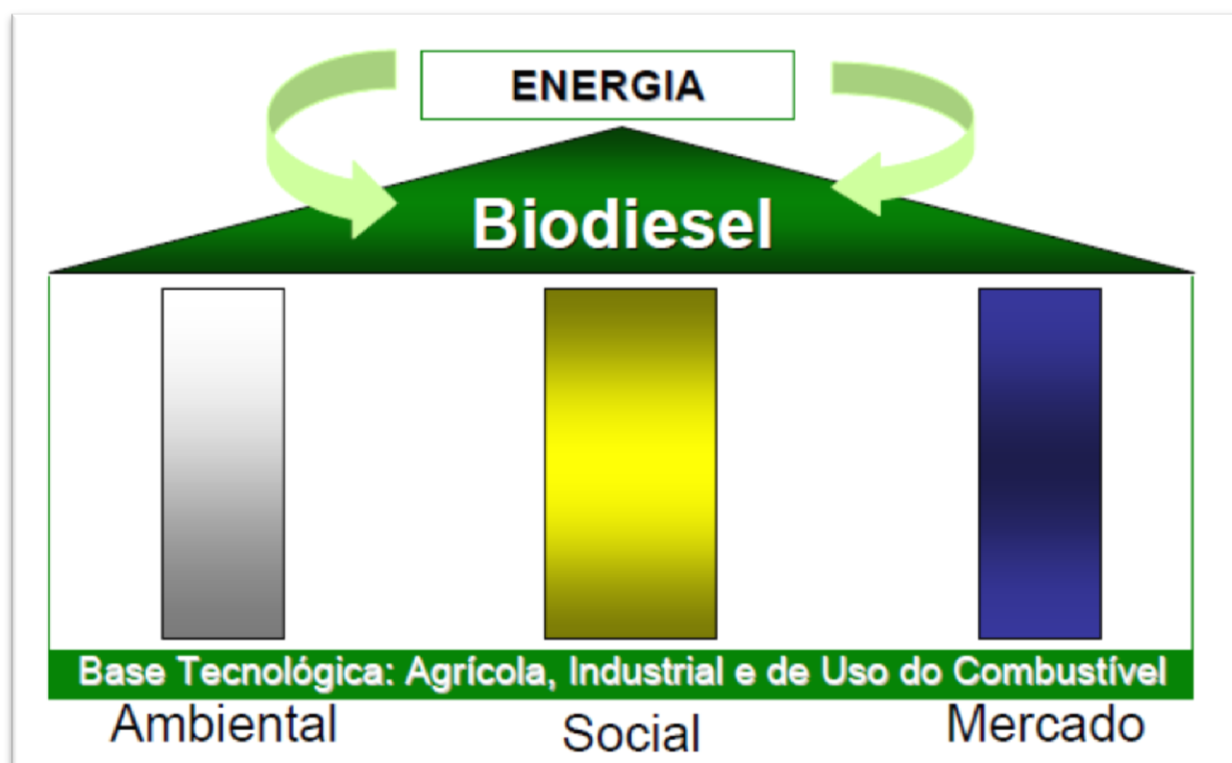 ENERGIA
Biodiesel
Base Tecnológica: Agrícola, Industrial e de Uso do Combustível
Ambiental
Social
Mercado